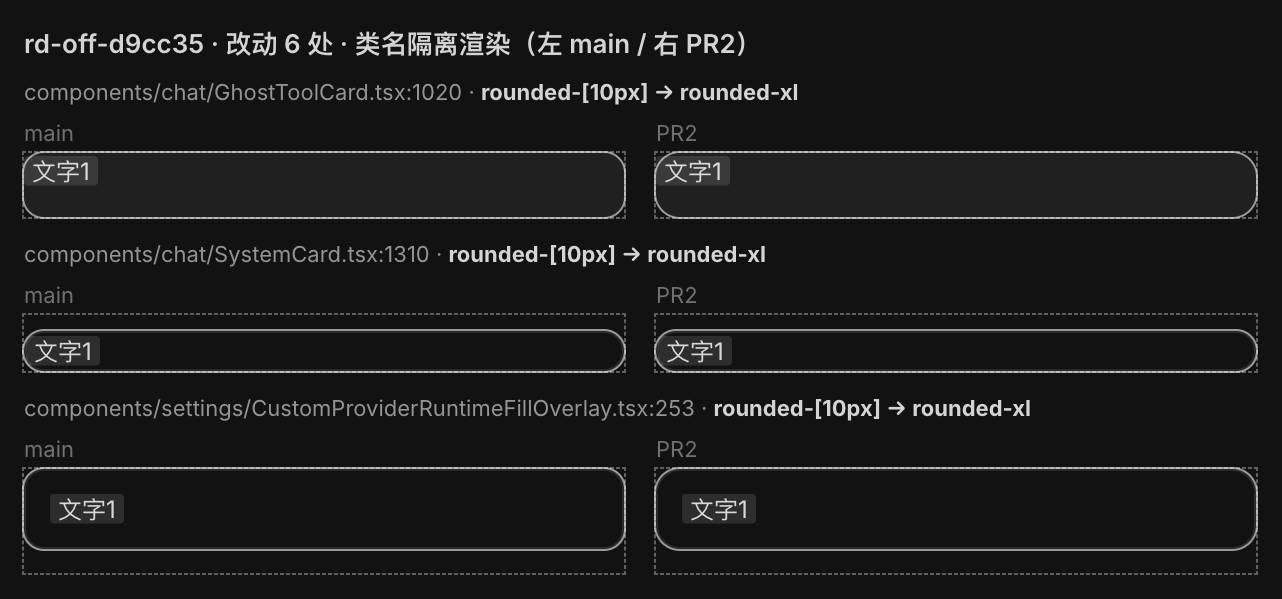 rd-off-d9cc35 · 改动 6 处 · 类名隔离渲染（左 main / 右 PR2）
components/chat/GhostToolCard.tsx:1020 · rounded-[10px] → rounded-xl
main PR2
文字1 文字1
components/chat/SystemCard.tsx:1310 · rounded-[10px] → rounded-xl
main PR2
文字1 文字1
components/settings/CustomProviderRuntimeFillOverlay.tsx:253 · rounded-[10px] → rounded-xl
main PR2
文字1 文字1